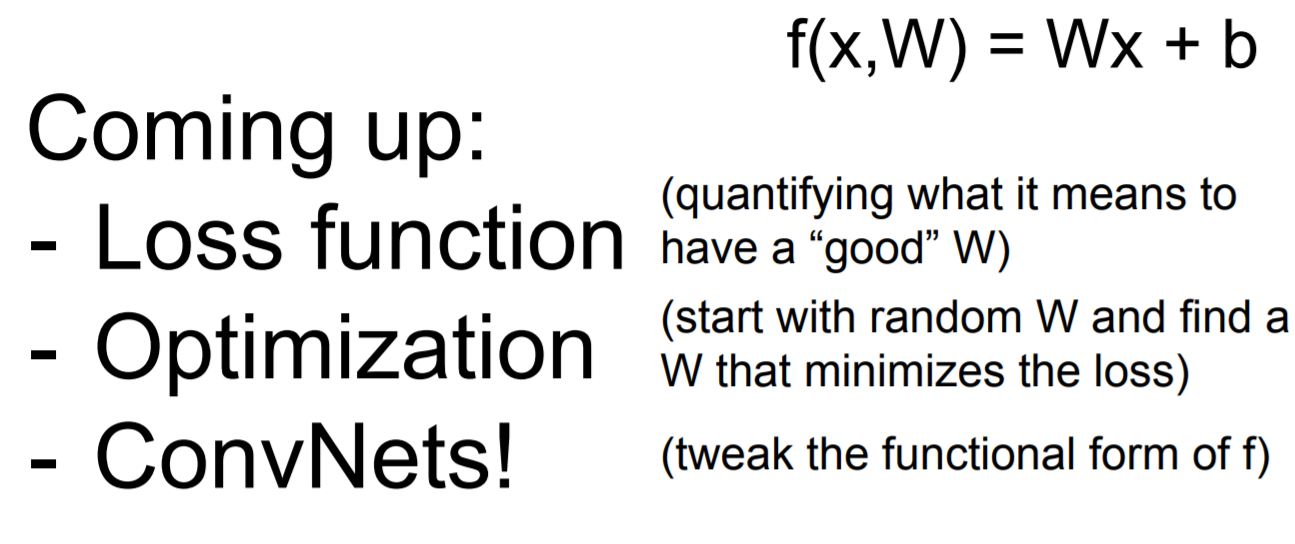 f(x,W) = Wx + b
Coming up:
- Loss function
(quantifying what it means to
have a “good” W)
- Optimization
(start with random W and find a
W that minimizes the loss)
- ConvNets!
(tweak the functional form of f)